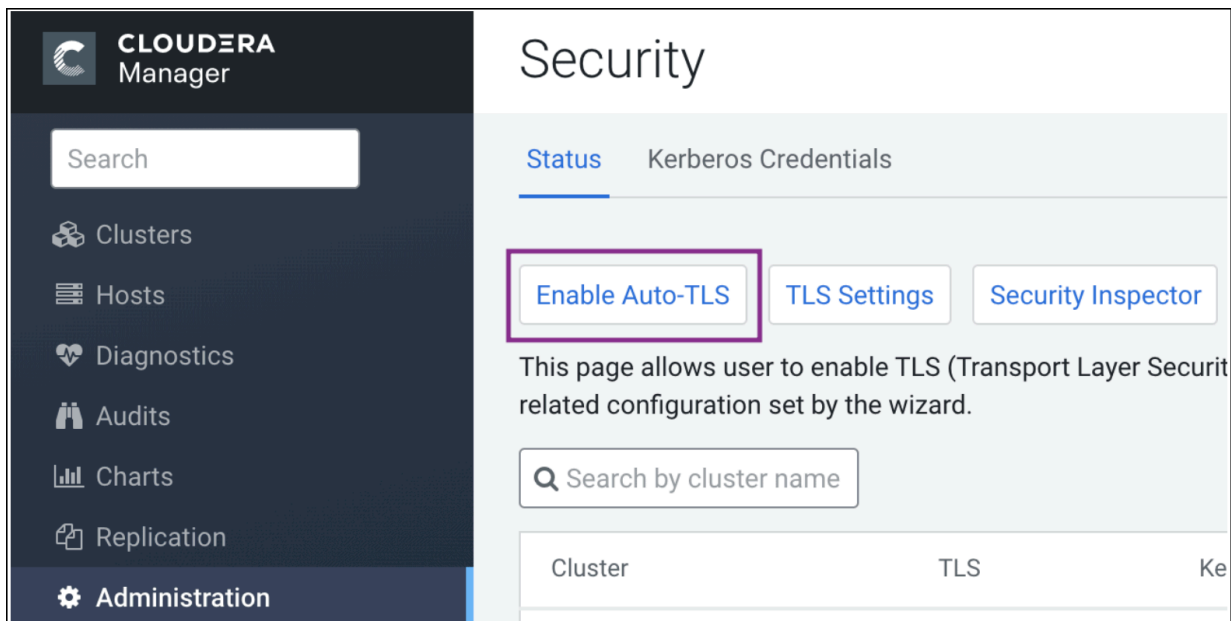 CLOUDERA
Manager
Search
Clusters
Hosts
Diagnostics
Audits
Charts
Replication
Administration
Security
Status Kerberos Credentials
Enable Auto-TLS TLS Settings Security Inspector
This page allows user to enable TLS (Transport Layer Securit
related configuration set by the wizard.
Search by cluster name
Cluster TLS Ke